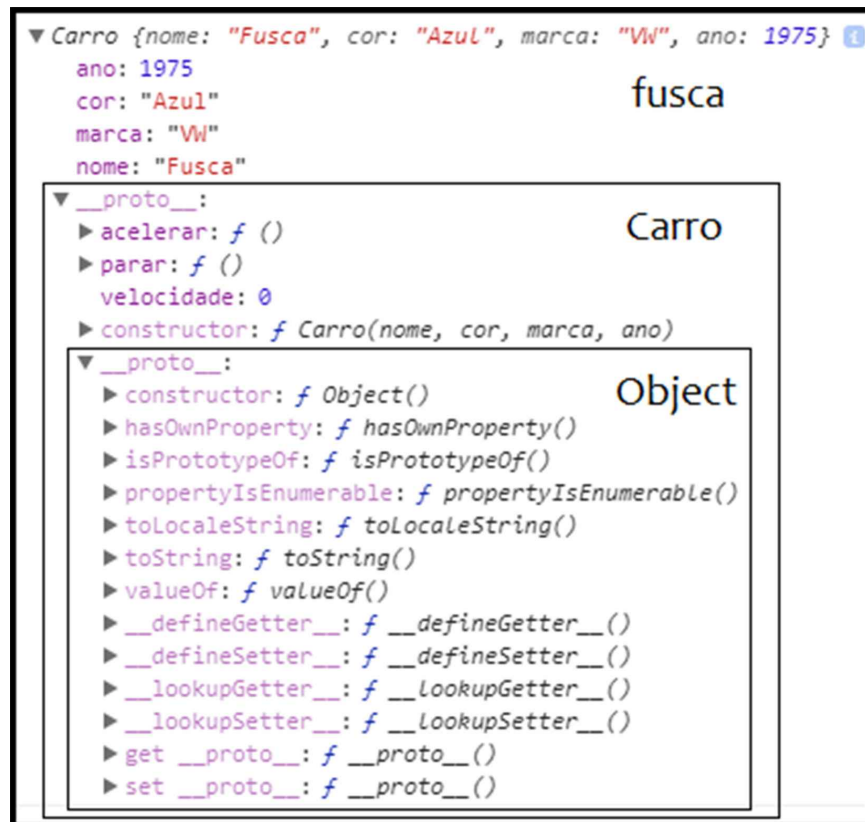 ▼ Carro {nome: "Fusca", cor: "Azul", marca: "VW", ano: 1975} i
ano: 1975
cor: "Azul"
fusca
marca: "VW"
nome: "Fusca"
▼ __proto__:
Carro
▶ acelerar: ƒ ()
▶ parar: ƒ ()
velocidade: 0
▶ constructor: ƒ Carro(nome, cor, marca, ano)
▼ __proto__:
Object
▶ constructor: ƒ Object()
▶ hasOwnProperty: ƒ hasOwnProperty()
▶ isPrototypeOf: ƒ isPrototypeOf()
▶ propertyIsEnumerable: ƒ propertyIsEnumerable()
▶ toLocaleString: ƒ toLocaleString()
▶ toString: ƒ toString()
▶ valueOf: ƒ valueOf()
▶ __defineGetter__: ƒ __defineGetter__()
▶ __defineSetter__: ƒ __defineSetter__()
▶ __lookupGetter__: ƒ __lookupGetter__()
▶ __lookupSetter__: ƒ __lookupSetter__()
▶ get __proto__: ƒ __proto__()
▶ set __proto__: ƒ __proto__()